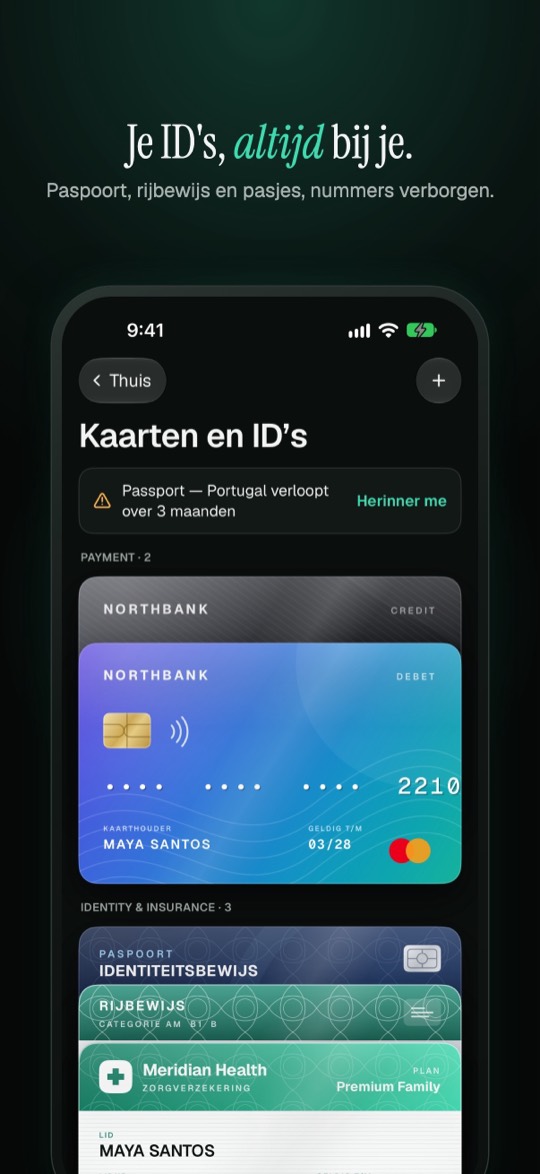 Je ID's, altijd bij je.
Paspoort, rijbewijs en pasjes, nummers verborgen.
9:41
Thuis
+
Kaarten en ID’s
Passport — Portugal verloopt
over 3 maanden
Herinner me
PAYMENT · 2
NORTHBANK
CREDIT
NORTHBANK
DEBET
•••• •••• •••• 2210
KAARTHOUDER
GELDIG T/M
MAYA SANTOS
03/28
IDENTITY & INSURANCE · 3
PASPOORT
IDENTITEITSBEWIJS
RIJBEWIJS
CATEGORIE AM B1 B
Meridian Health
ZORGVERZEKERING
PLAN
Premium Family
LID
MAYA SANTOS